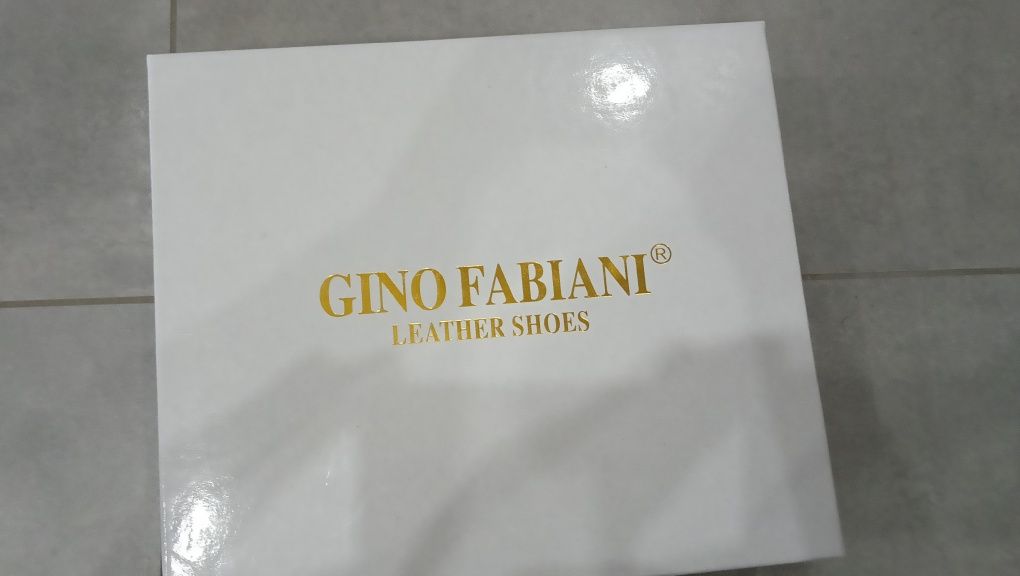 GINO FABIANI®
LEATHER SHOES